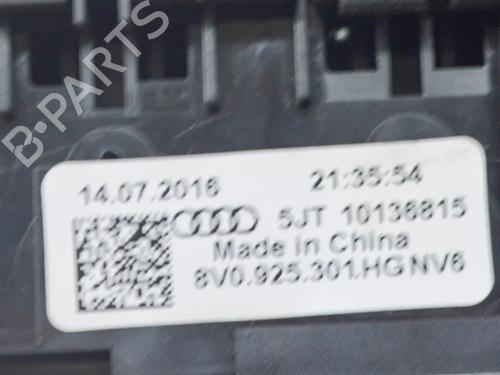 B-PARTS
14.07.2016 21:35:54
5JT 10136815
Made in China
8V0.925.301.HG NV6